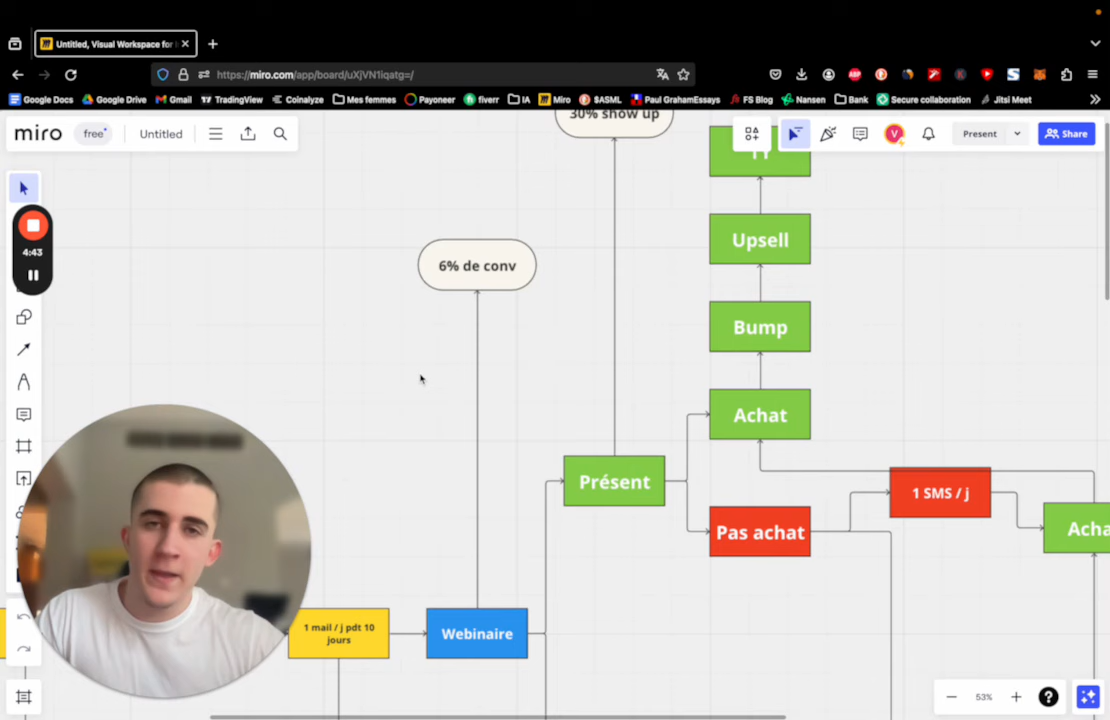 Untitled, Visual Workspace for
https://miro.com/app/board/uXjVN1iqatg=/
Google Docs
Google Drive
Gmail
TradingView
Coinalyze
Mes femmes
Payoneer
fiverr
IA
Miro
$ASML
Paul GrahamEssays
FS Blog
Nansen
Bank
Secure collaboration
Jitsi Meet
miro
free
Untitled
V
Present
Share
30% show up
Upsell
4:43
6% de conv
Bump
Achat
Présent
1 SMS / j
Pas achat
Acha
1 mail / j pdt 10
jours
Webinaire
53%